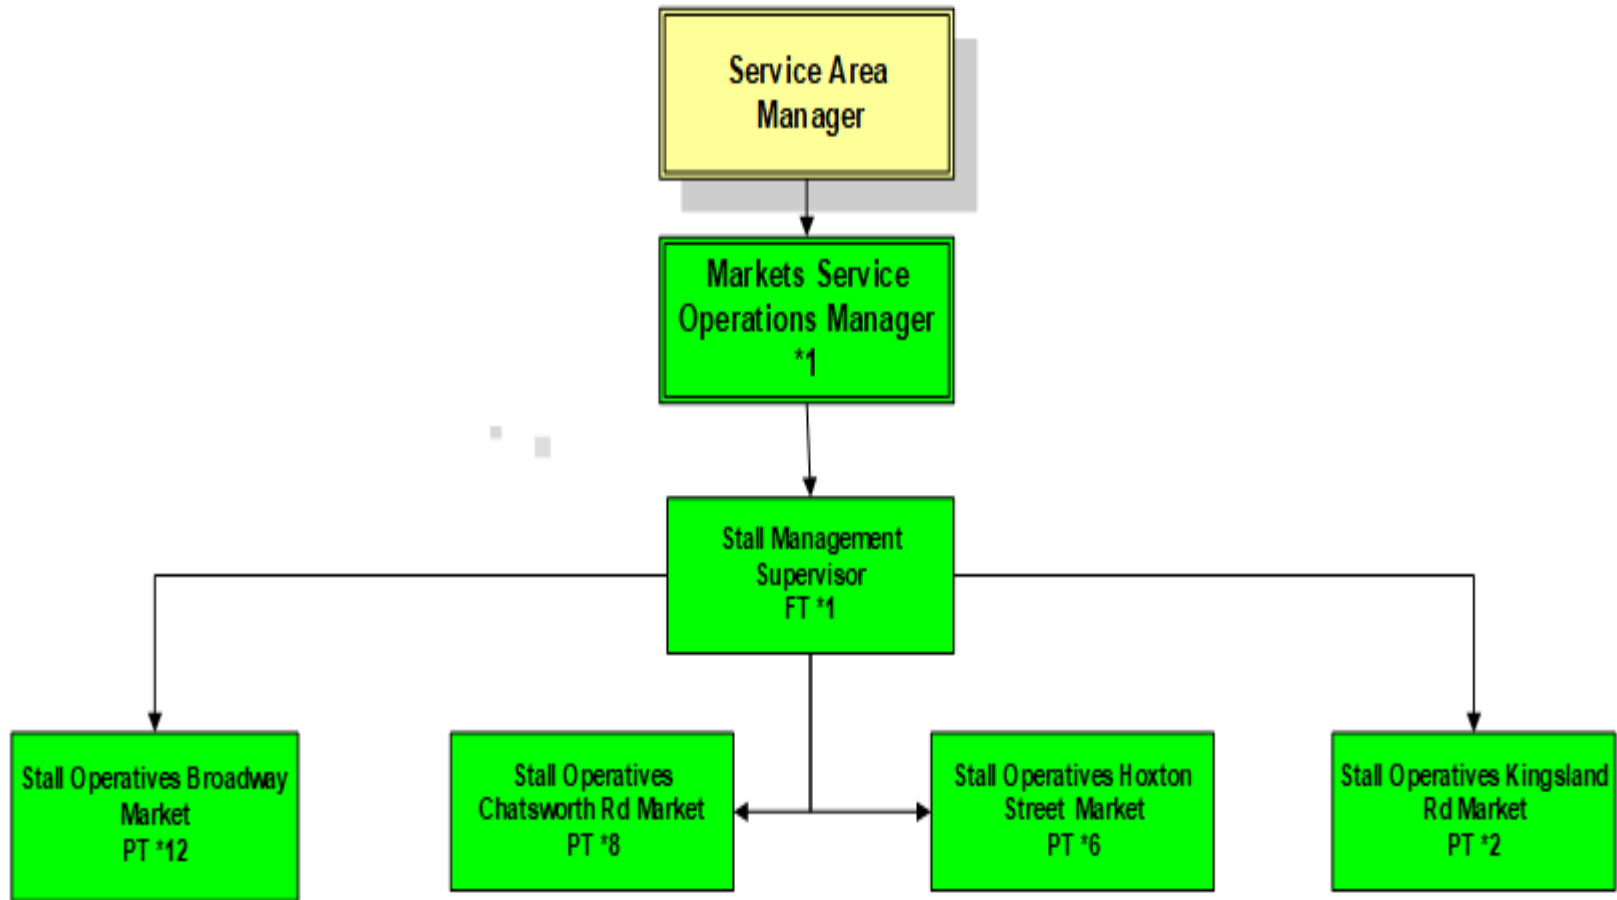 Service Area
Manager
Markets Service
Operations Manager
*1
Stall Management
Supervisor
FT *1
Stall Operatives Broadway
Market
PT *12
Stall Operatives
Chatsworth Rd Market
PT *8
Stall Operatives Hoxton
Street Market
PT *6
Stall Operatives Kingsland
Rd Market
PT *2